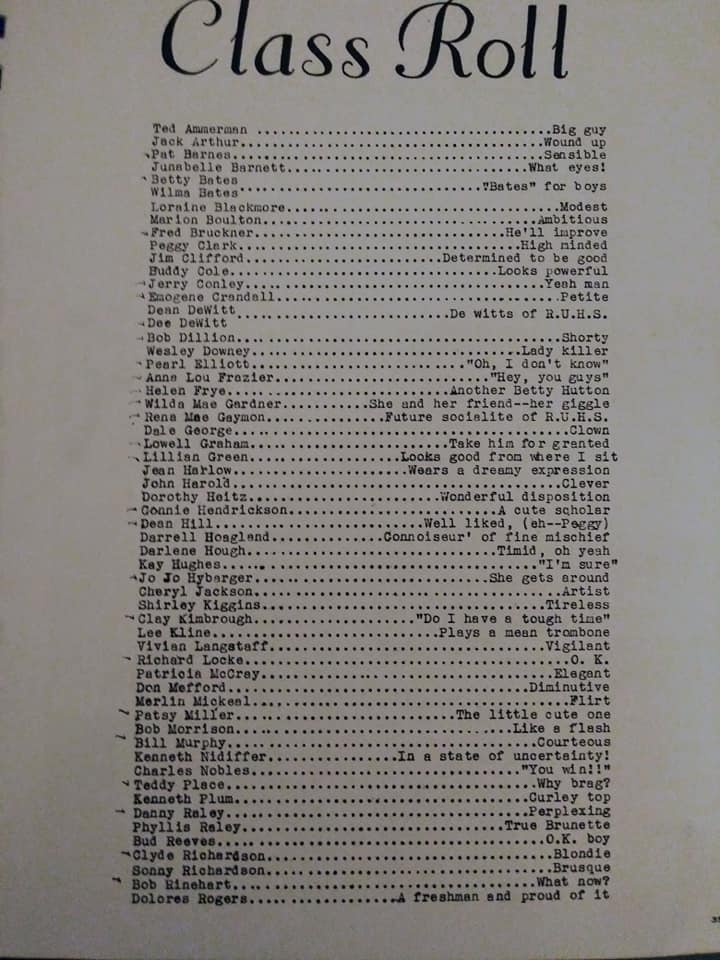 Class Roll
Ted Ammerman ......................................Big guy
Jack Arthur......................................Wound up
Pat Barnes.......................................Sensible
Junabelle Barnett..............................What eyes!
Betty Bates
Wilma Bates..............................."Bates" for boys
Loraine Blackmore..................................Modest
Marion Boulton..................................Ambitious
Fred Bruckner................................He'll improve
Peggy Clark...................................High minded
Jim Clifford.........................Determined to be good
Buddy Cole..................................Looks powerful
Jerry Conley.....................................Yeah man
Emogene Crandall...................................Petite
Dean DeWitt
Dee DeWitt...........................De witts of R.U.H.S.
Bob Dillion........................................Shorty
Wesley Downey.................................Lady killer
Pearl Elliott..........................."Oh, I don't know"
Anna Lou Frazier..........................."Hey, you guys"
Helen Frye............................Another Betty Hutton
Wilda Mae Gardner...........She and her friend--her giggle
Rena Mae Gaymon...............Future socialite of R.U.H.S.
Dale George.........................................Clown
Lowell Graham.........................Take him for granted
Lillian Green...................Looks good from where I sit
Jean Harlow......................Wears a dreamy expression
John Harold........................................Clever
Dorothy Heitz........................Wonderful disposition
Connie Hendrickson..........................A cute scholar
Dean Hill..........................Well liked, (eh--Peggy)
Darrell Hoagland..............Connoiseur' of fine mischief
Darlene Hough..............................Timid, oh yeah
Kay Hughes......................................"I'm sure"
Jo Jo Hybarger.............................She gets around
Cheryl Jackson.....................................Artist
Shirley Kiggins..................................Tireless
Clay Kimbrough...................."Do I have a tough time"
Lee Kline............................Plays a mean trombone
Vivian Langstaff.................................Vigilant
Richard Locke.......................................O. K.
Patricia McCray...................................Elegant
Don Mefford....................................Diminutive
Merlin Mickeal......................................Flirt
Patsy Miller............................The little cute one
Bob Morrison.................................Like a flash
Bill Murphy.....................................Courteous
Kenneth Nidiffer...............In a state of uncertainty!
Charles Nobles.................................."You win!!"
Teddy Place.....................................Why brag?
Kenneth Plum...................................Curley top
Danny Raley....................................Perplexing
Phyllis Raley...............................True Brunette
Bud Reeves.......................................O.K. boy
Clyde Richardson..................................Blondie
Sonny Richardson..................................Brusque
Bob Rinehart....................................What now?
Dolores Rogers..................A freshman and proud of it